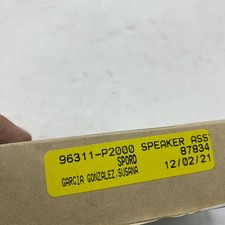 96311-P2000 SPEAKER ASS
SPORD 87834
GARCIA GONZALEZ,SUSANA 12/02/21